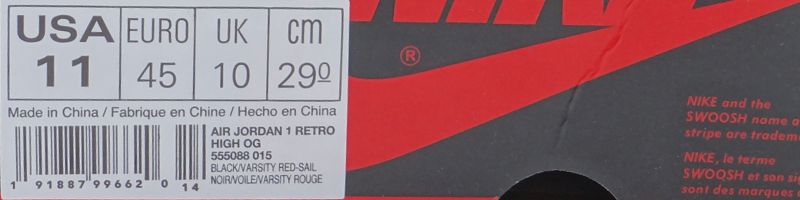 USA EURO UK cm
11 45 10 29º
Made in China / Fabrique en Chine / Hecho en China
AIR JORDAN 1 RETRO
HIGH OG
555088 015
BLACK/VARSITY RED-SAIL
NOIR/VOILE/VARSITY ROUGE
1 91887 99662 0 14
NIKE
®
NIKE and the
SWOOSH name a
stripe are tradem
NIKE, le terme
SWOOSH et son si
sont des marques